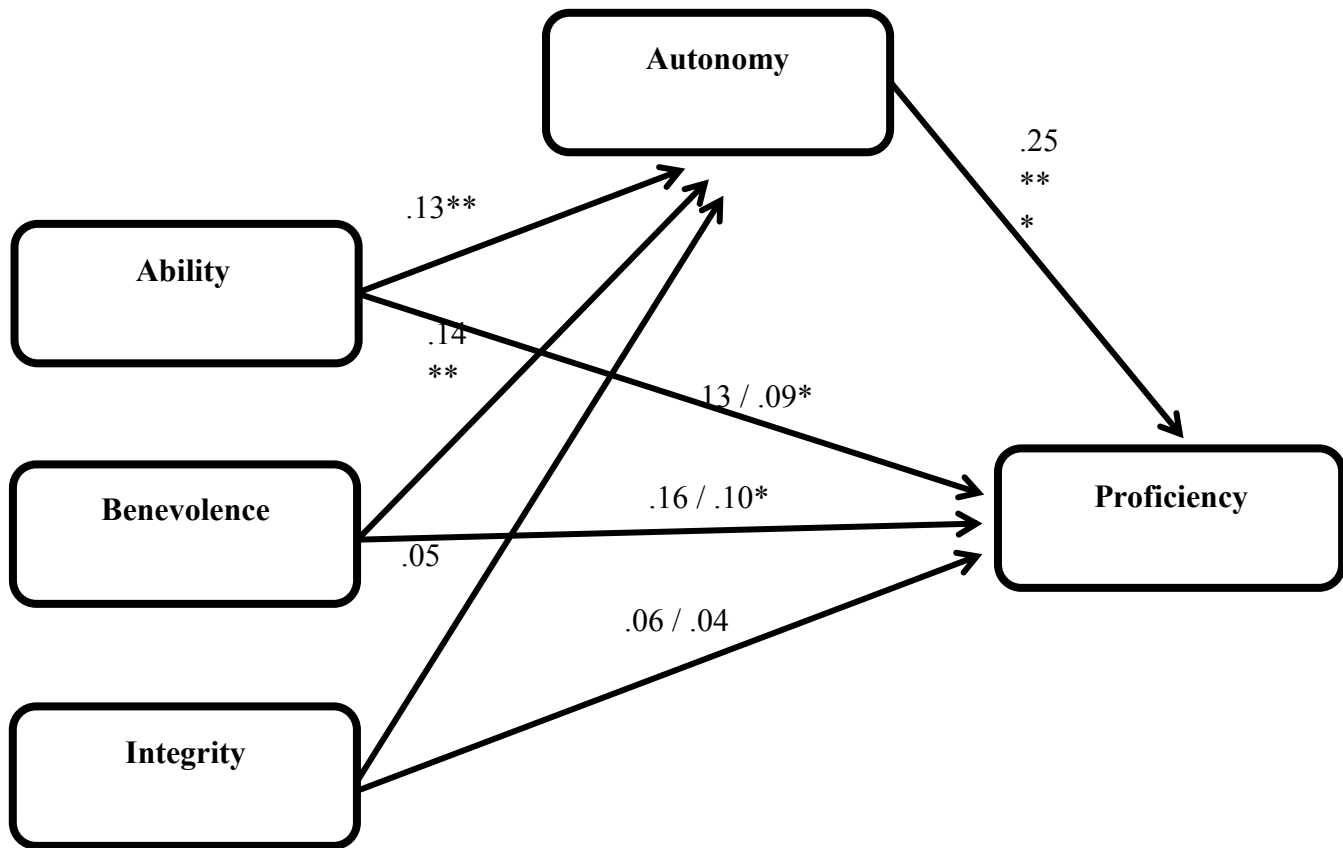 Autonomy
.25
**
*
.13**
Ability
.14
**
.13 / .09*
Benevolence
.16 / .10*
Proficiency
.05
.06 / .04
Integrity